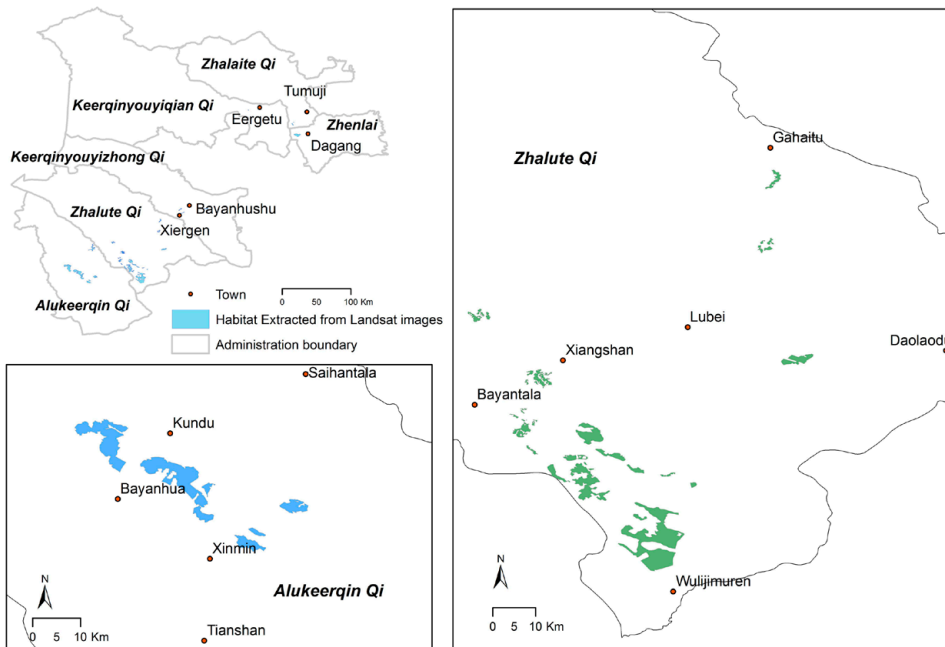 Zhalaite Qi
Tumuji
Keerqinyouyiqian Qi
Eergetu
Zhenlai
Dagang
Keerqinyouyizhong Qi
Zhalute Qi
Bayanhushu
Xiergen
Alukeerqin Qi
Town
0 50 100 Km
Habitat Extracted from Landsat images
Administration boundary
Saihantala
Kundu
Bayanhua
Xinmin
N
Alukeerqin Qi
0 5 10 Km
Tianshan
Gahaitu
Zhalute Qi
Lubei
Daolaodu
Xiangshan
Bayantala
N
Wulijimuren
0 5 10 Km